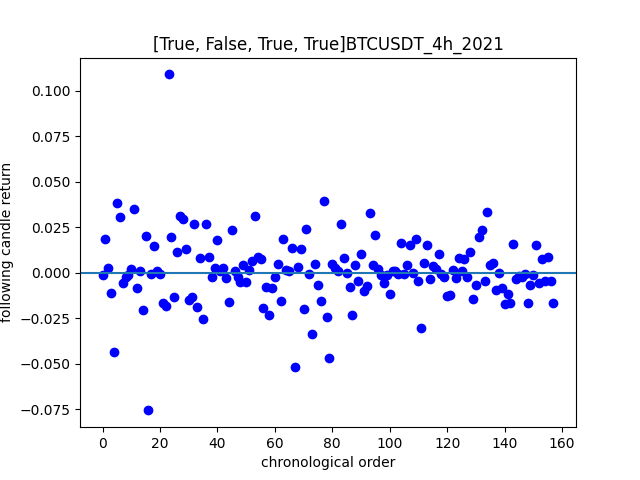 [True, False, True, True]BTCUSDT_4h_2021
following candle return
0.100
0.075
0.050
0.025
0.000
−0.025
−0.050
−0.075
0 20 40 60 80 100 120 140 160
chronological order